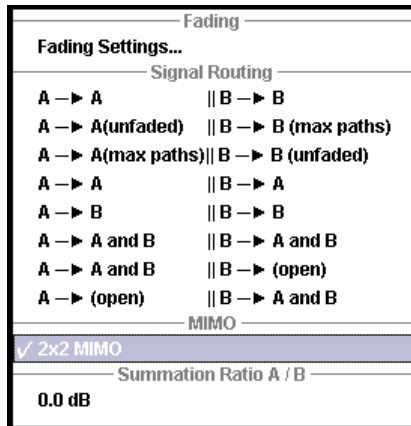 Fading
Fading Settings...
Signal Routing
A —► A || B —► B
A —► A(unfaded) || B —► B (max paths)
A —► A(max paths)|| B —► B (unfaded)
A —► A || B —► A
A —► B || B —► B
A —► A and B || B —► A and B
A —► A and B || B —► (open)
A —► (open) || B —► A and B
MIMO
✓ 2x2 MIMO
Summation Ratio A / B
0.0 dB